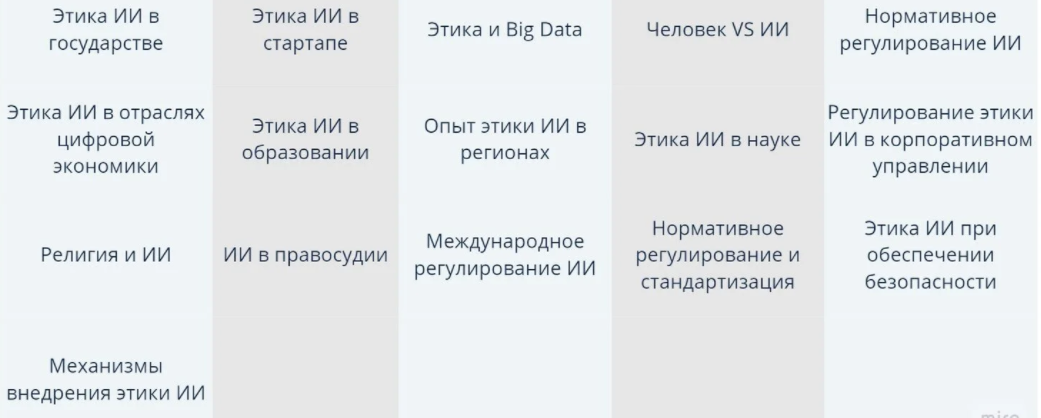 Этика ИИ в
государстве
Этика ИИ в
стартапе
Этика и Big Data
Человек VS ИИ
Нормативное
регулирование ИИ
Этика ИИ в отраслях
цифровой
экономики
Этика ИИ в
образовании
Опыт этики ИИ в
регионах
Этика ИИ в науке
Регулирование этики
ИИ в корпоративном
управлении
Религия и ИИ
ИИ в правосудии
Международное
регулирование ИИ
Нормативное
регулирование и
стандартизация
Этика ИИ при
обеспечении
безопасности
Механизмы
внедрения этики ИИ
miro